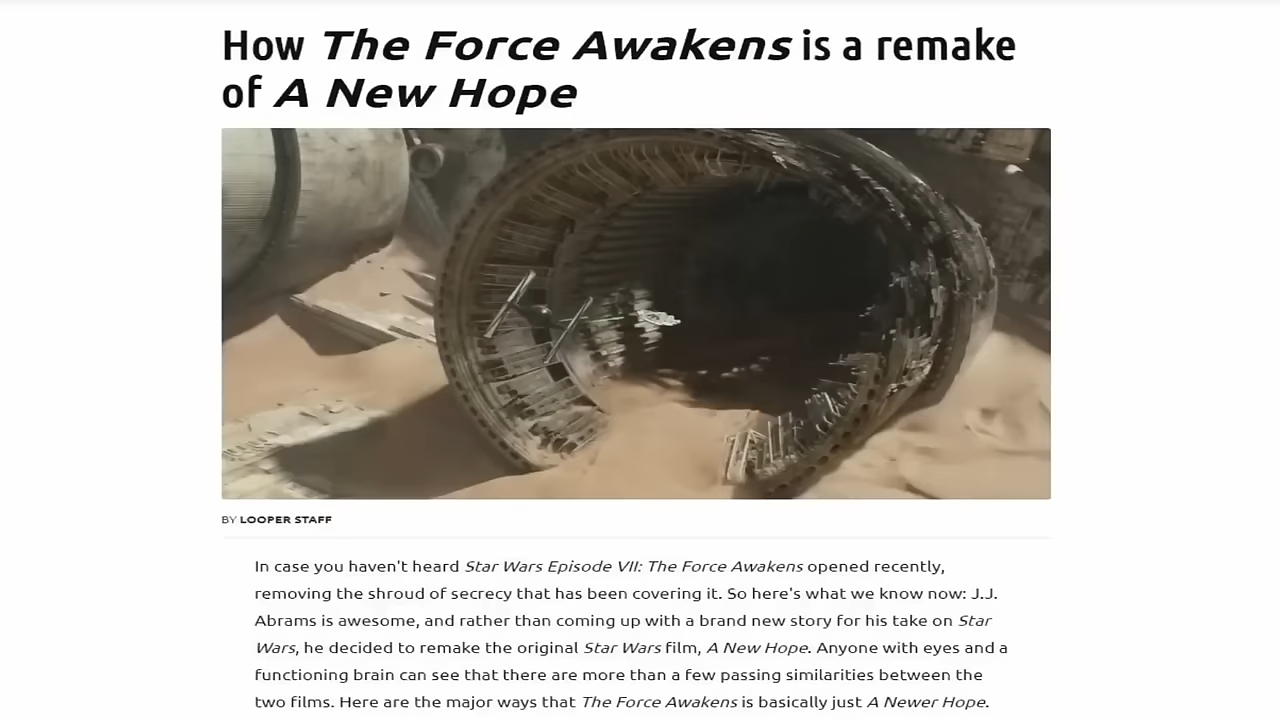 How The Force Awakens is a remake
of A New Hope
BY LOOPER STAFF
In case you haven't heard Star Wars Episode VII: The Force Awakens opened recently,
removing the shroud of secrecy that has been covering it. So here's what we know now: J.J.
Abrams is awesome, and rather than coming up with a brand new story for his take on Star
Wars, he decided to remake the original Star Wars film, A New Hope. Anyone with eyes and a
functioning brain can see that there are more than a few passing similarities between the
two films. Here are the major ways that The Force Awakens is basically just A Newer Hope.